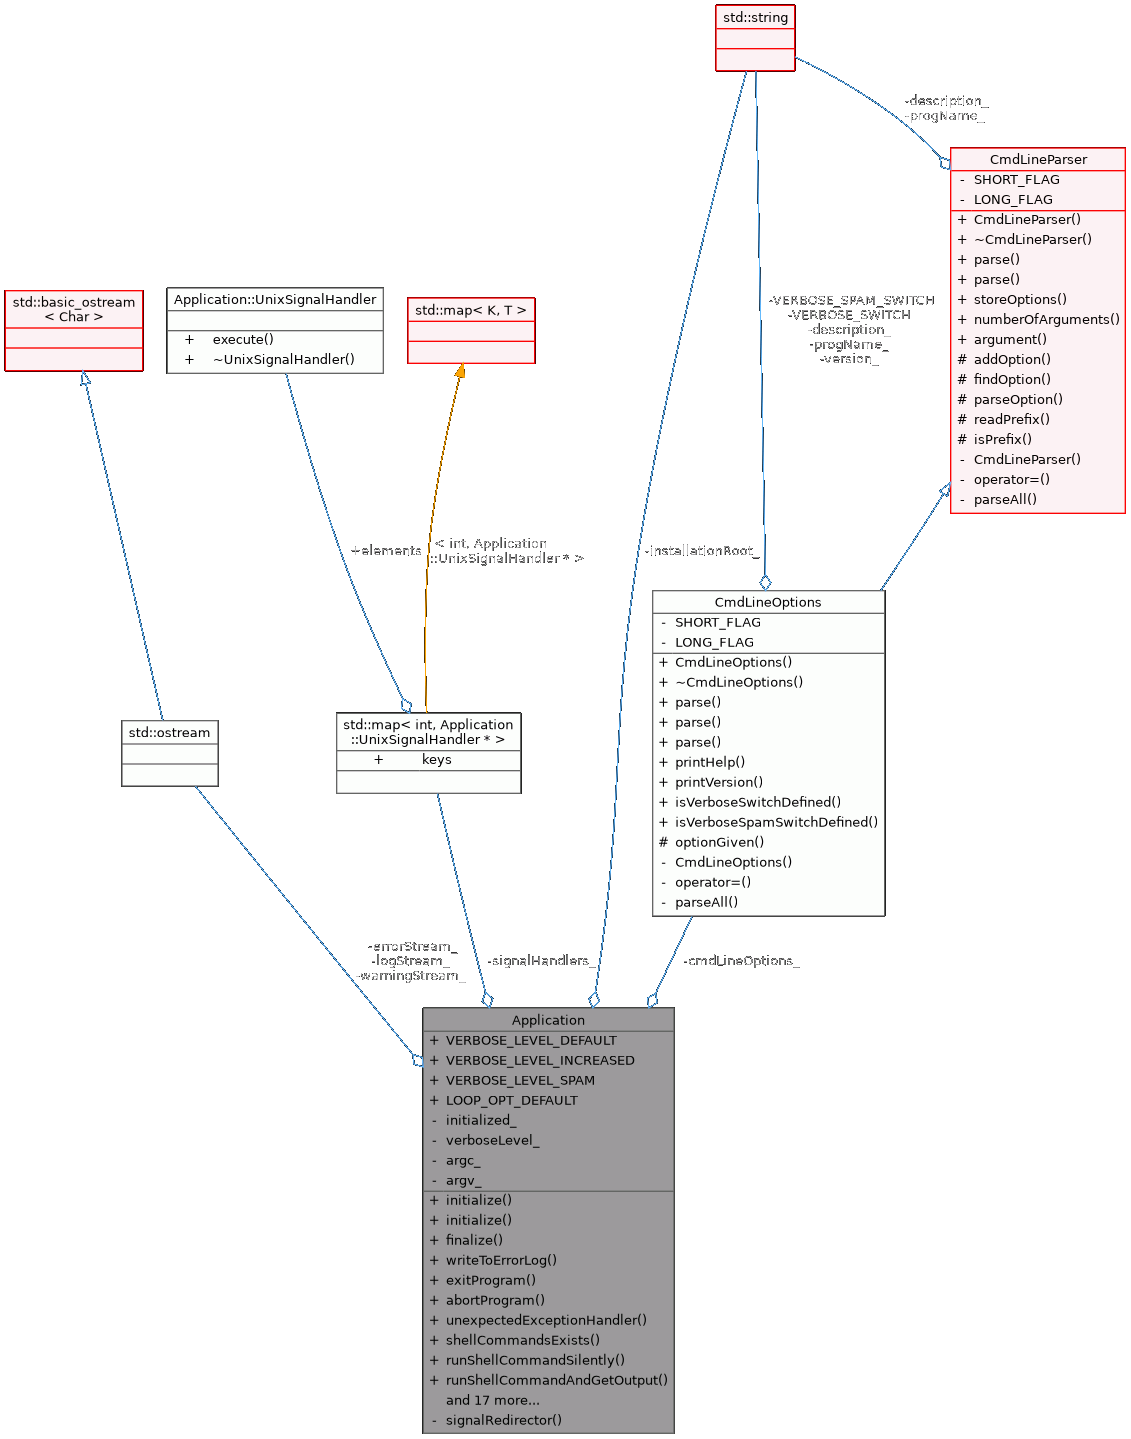 std::string
-description_
-progName_
CmdLineParser
- SHORT_FLAG
- LONG_FLAG
+ CmdLineParser()
+ ~CmdLineParser()
+ parse()
+ parse()
+ storeOptions()
+ numberOfArguments()
+ argument()
# addOption()
# findOption()
# parseOption()
# readPrefix()
# isPrefix()
- CmdLineParser()
- operator=()
- parseAll()
std::basic_ostream
< Char >
Application::UnixSignalHandler
+ execute()
+ ~UnixSignalHandler()
std::map< K, T >
-VERBOSE_SPAM_SWITCH
-VERBOSE_SWITCH
-description_
-progName_
-version_
+elements
< int, Application
::UnixSignalHandler * >
-installationRoot_
CmdLineOptions
- SHORT_FLAG
- LONG_FLAG
+ CmdLineOptions()
+ ~CmdLineOptions()
+ parse()
+ parse()
+ parse()
+ printHelp()
+ printVersion()
+ isVerboseSwitchDefined()
+ isVerboseSpamSwitchDefined()
# optionGiven()
- CmdLineOptions()
- operator=()
- parseAll()
std::ostream
std::map< int, Application
::UnixSignalHandler * >
+ keys
-errorStream_
-logStream_
-warningStream_
-signalHandlers_
-cmdLineOptions_
Application
+ VERBOSE_LEVEL_DEFAULT
+ VERBOSE_LEVEL_INCREASED
+ VERBOSE_LEVEL_SPAM
+ LOOP_OPT_DEFAULT
- initialized_
- verboseLevel_
- argc_
- argv_
+ initialize()
+ initialize()
+ finalize()
+ writeToErrorLog()
+ exitProgram()
+ abortProgram()
+ unexpectedExceptionHandler()
+ shellCommandsExists()
+ runShellCommandSilently()
+ runShellCommandAndGetOutput()
and 17 more...
- signalRedirector()